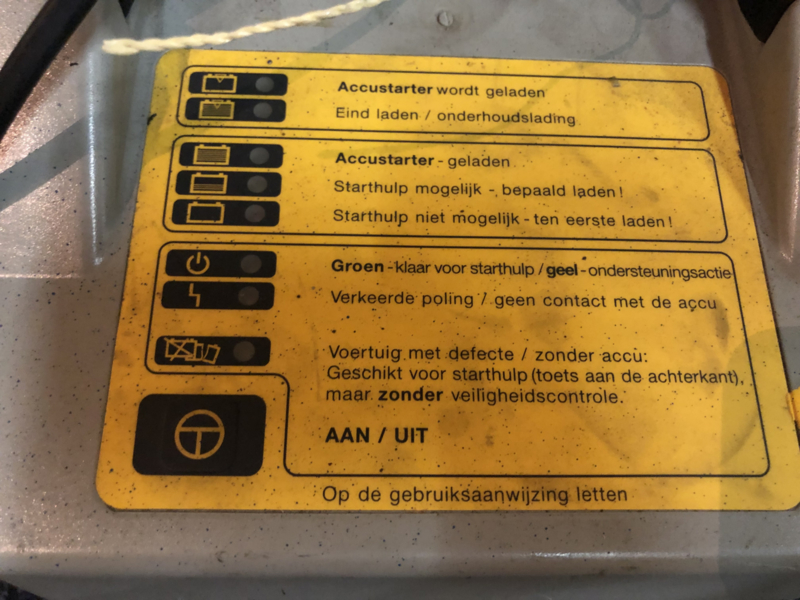 Accustarter wordt geladen
Eind laden / onderhoudslading
Accustarter - geladen
Starthulp mogelijk - bepaald laden!
Starthulp niet mogelijk - ten eerste laden!
Groen - klaar voor starthulp / geel - ondersteuningsactie
Verkeerde poling / geen contact met de accu
Voertuig met defecte / zonder accu:
Geschikt voor starthulp (toets aan de achterkant),
maar zonder veiligheidscontrole.
AAN / UIT
Op de gebruiksaanwijzing letten